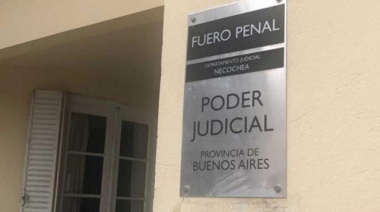 FUERO PENAL
DEPARTAMENTO JUDICIAL
NECOCHEA
PODER
JUDICIAL
PROVINCIA DE
BUENOS AIRES